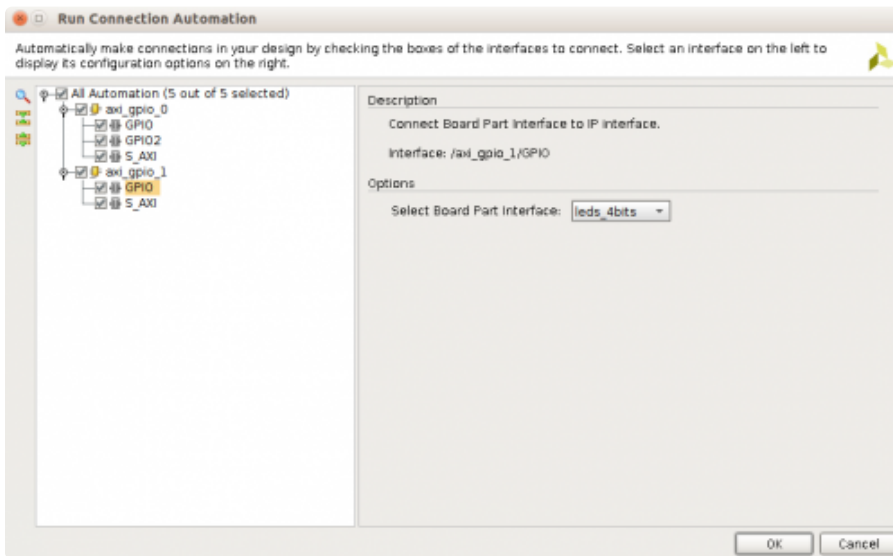 Run Connection Automation
Automatically make connections in your design by checking the boxes of the interfaces to connect. Select an interface on the left to
display its configuration options on the right.
All Automation (5 out of 5 selected)
axi_gpio_0
GPIO
GPIO2
S_AXI
axi_gpio_1
GPIO
S_AXI
Description
Connect Board Part Interface to IP interface.
Interface: /axi_gpio_1/GPIO
Options
Select Board Part Interface: leds_4bits
OK Cancel